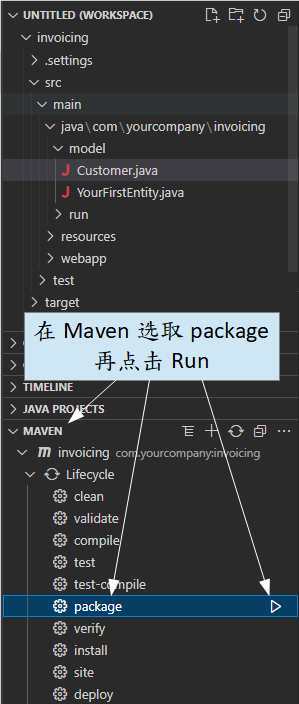 UNTITLED (WORKSPACE)
invoicing
.settings
src
main
java\com\yourcompany\invoicing
model
Customer.java
YourFirstEntity.java
run
resources
webapp
test
target
在 Maven 选取 package
再点击 Run
TIMELINE
JAVA PROJECTS
MAVEN
invoicing com.yourcompany:invoicing
Lifecycle
clean
validate
compile
test
test-compile
package
verify
install
site
deploy